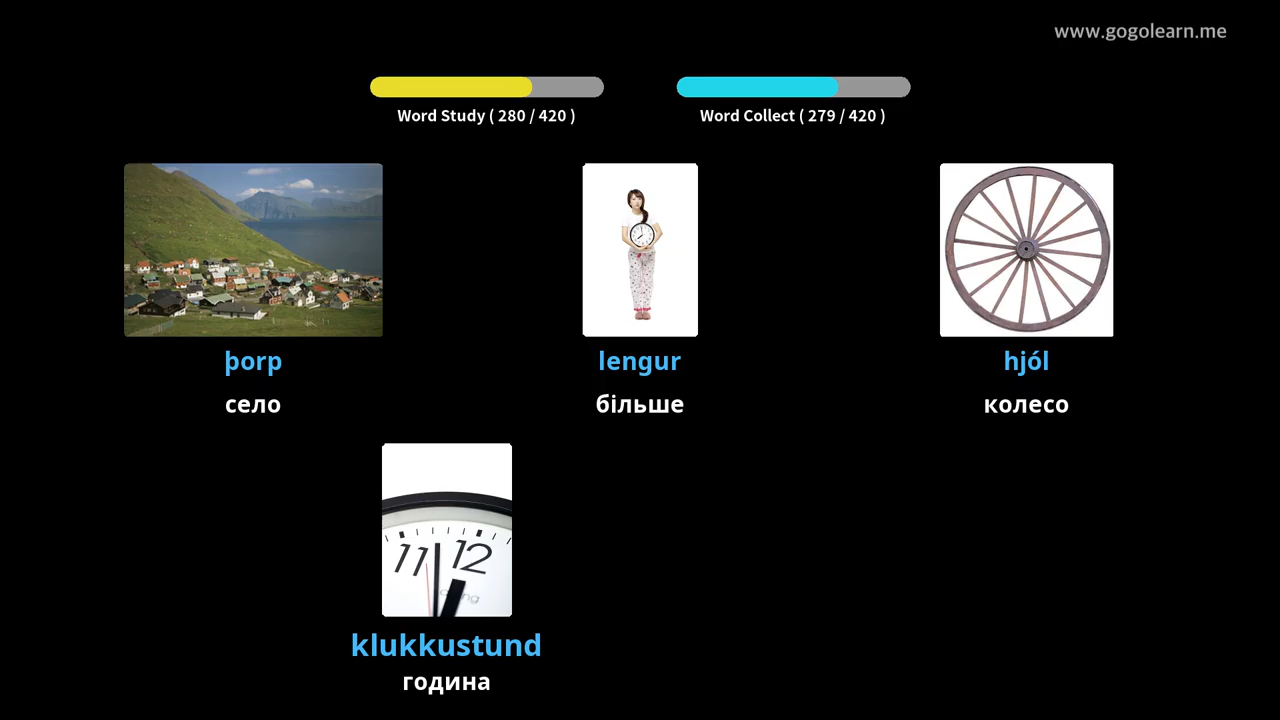 www.gogolearn.me
Word Study ( 280 / 420 )
Word Collect ( 279 / 420 )
þorp
lengur
hjól
село
більше
колесо
11 12
klukkustund
година